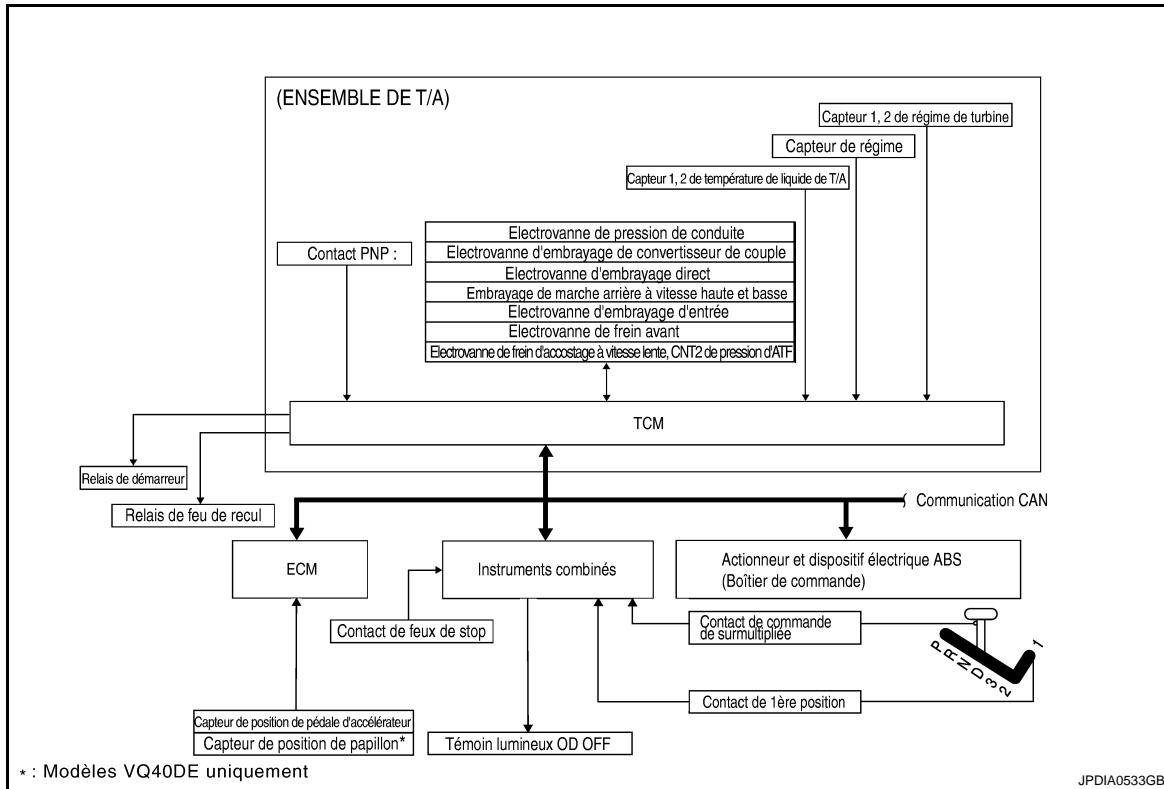 (ENSEMBLE DE T/A)
Capteur 1, 2 de régime de turbine
Capteur de régime
Capteur 1, 2 de température de liquide de T/A
Contact PNP :
Electrovanne de pression de conduite
Electrovanne d'embrayage de convertisseur de couple
Electrovanne d'embrayage direct
Embrayage de marche arrière à vitesse haute et basse
Electrovanne d'embrayage d'entrée
Electrovanne de frein avant
Electrovanne de frein d'accostage à vitesse lente, CNT2 de pression d'ATF
TCM
Relais de démarreur
Relais de feu de recul
Communication CAN
ECM
Instruments combinés
Actionneur et dispositif électrique ABS
(Boîtier de commande)
Contact de feux de stop
Contact de commande
de surmultipliée
P R N D 3 2 1
Contact de 1ère position
Capteur de position de pédale d'accélérateur
Capteur de position de papillon*
Témoin lumineux OD OFF
* : Modèles VQ40DE uniquement
JPDIA0533GB